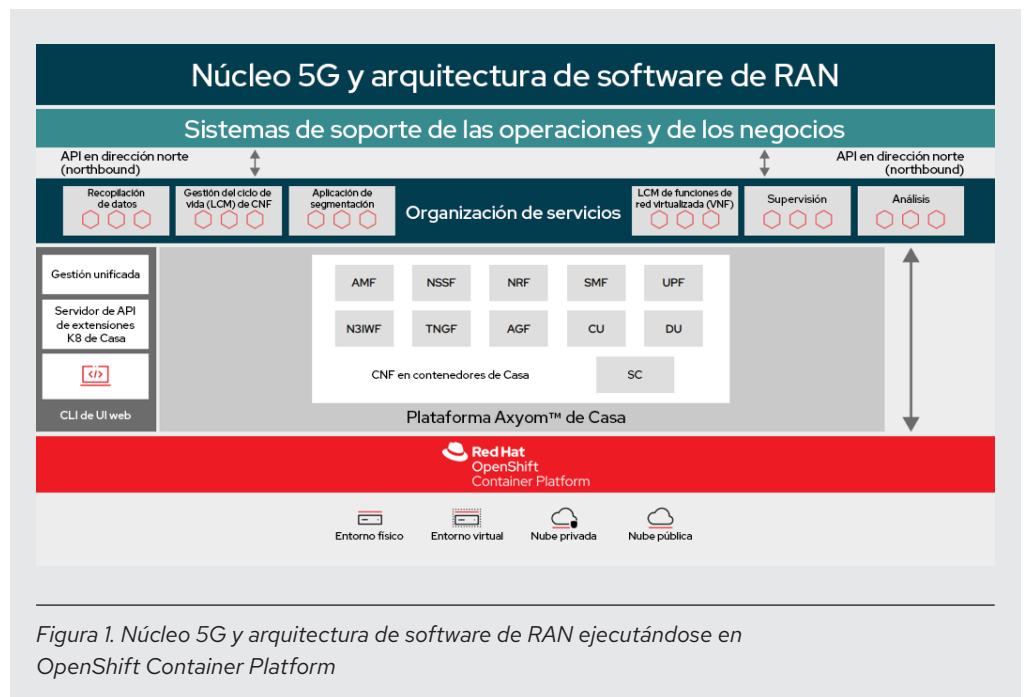 Núcleo 5G y arquitectura de software de RAN
Sistemas de soporte de las operaciones y de los negocios
API en dirección norte
(northbound)
API en dirección norte
(northbound)
Recopilación
de datos
Gestión del ciclo de
vida (LCM) de CNF
Aplicación de
segmentación
Organización de servicios
LCM de funciones de
red virtualizada (VNF)
Supervisión
Análisis
Gestión unificada
Servidor de API
de extensiones
K8 de Casa
</>
CLI de UI web
AMF
NSSF
NRF
SMF
UPF
N3IWF
TNGF
AGF
CU
DU
CNF en contenedores de Casa
SC
Plataforma Axyom™ de Casa
Red Hat
OpenShift
Container Platform
Entorno físico
Entorno virtual
Nube privada
Nube pública
Figura 1. Núcleo 5G y arquitectura de software de RAN ejecutándose en
OpenShift Container Platform